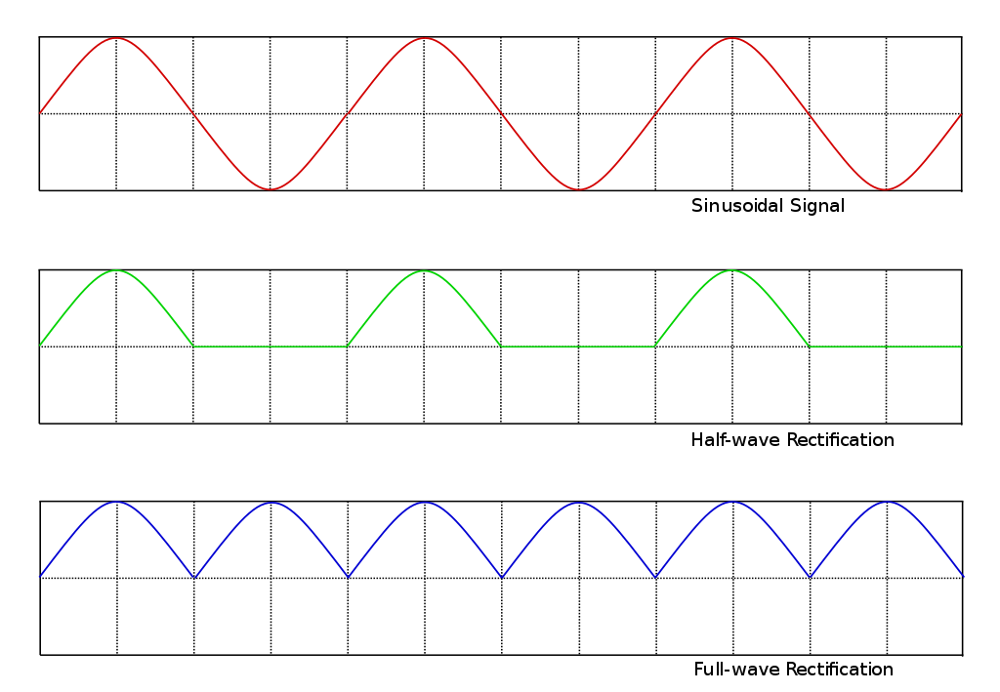 Sinusoidal Signal
Half-wave Rectification
Full-wave Rectification